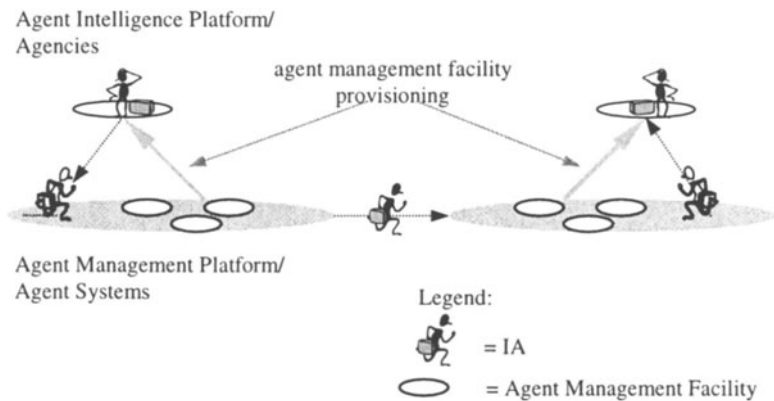 Agent Intelligence Platform/
Agencies
agent management facility
provisioning
Agent Management Platform/
Agent Systems
Legend:
= IA
= Agent Management Facility